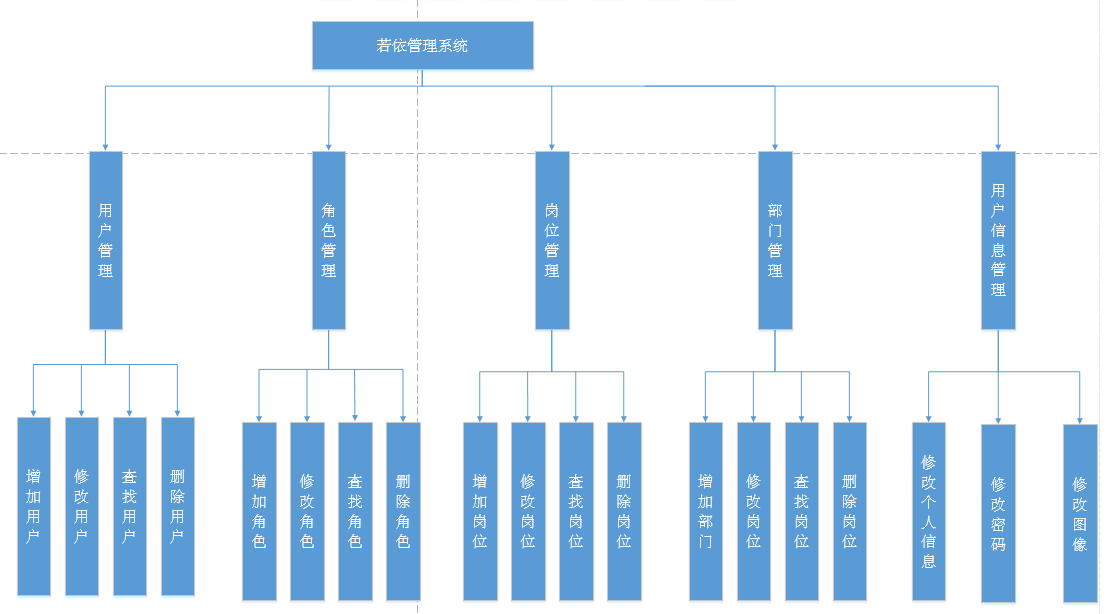 若依管理系统
用户管理
角色管理
岗位管理
部门管理
用户信息管理
增加用户
修改用户
查找用户
删除用户
增加角色
修改角色
查找角色
删除角色
增加岗位
修改岗位
查找岗位
删除岗位
增加部门
修改岗位
查找岗位
删除岗位
修改个人信息
修改密码
修改图像